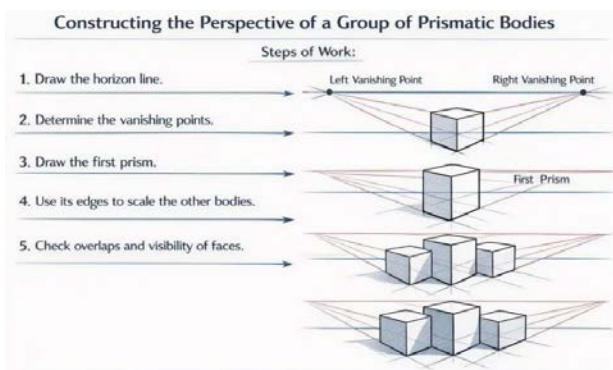 Constructing the Perspective of a Group of Prismatic Bodies
Steps of Work:
1. Draw the horizon line.
Left Vanishing Point
Right Vanishing Point
2. Determine the vanishing points.
3. Draw the first prism.
First Prism
4. Use its edges to scale the other bodies.
5. Check overlaps and visibility of faces.